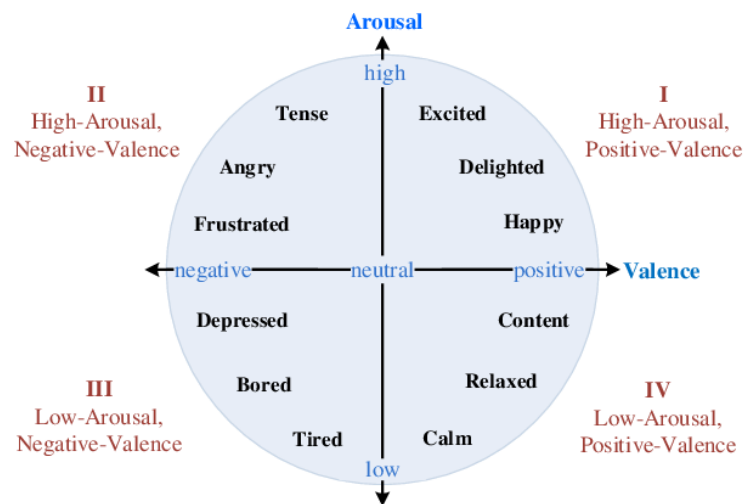 Arousal
high
II
High-Arousal,
Negative-Valence
I
High-Arousal,
Positive-Valence
Tense
Excited
Angry
Delighted
Frustrated
Happy
negative
neutral
positive
Valence
Depressed
Content
Bored
Relaxed
Tired
Calm
III
Low-Arousal,
Negative-Valence
IV
Low-Arousal,
Positive-Valence
low